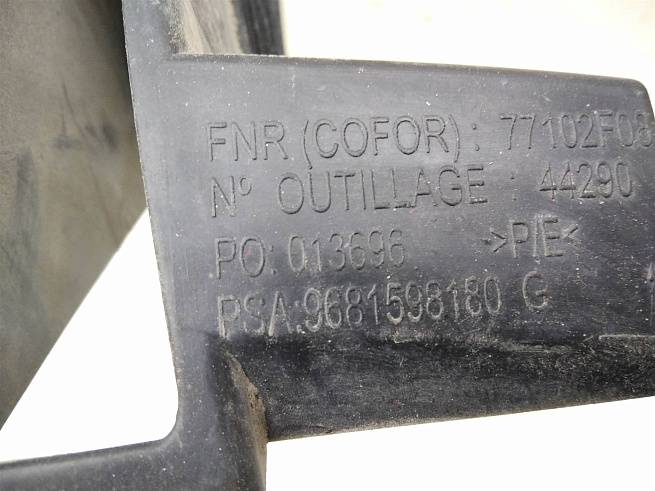 FNR (COFOR) : 77102F08
N° OUTILLAGE : 44290
PO: 013696 >P/E<
PSA:9681598180 G